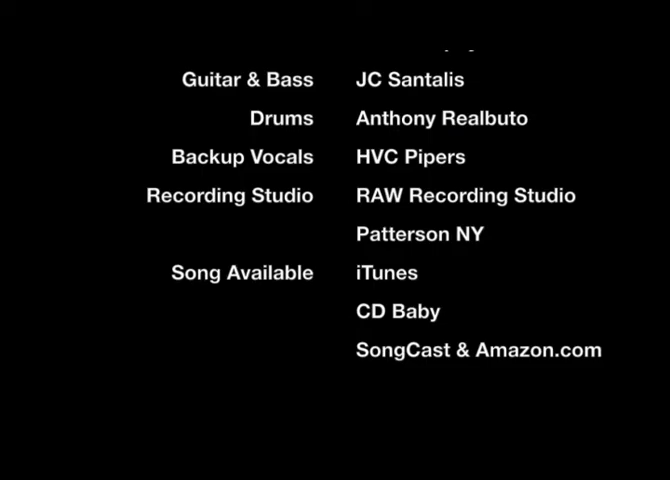 Guitar & Bass JC Santalis
Drums Anthony Realbuto
Backup Vocals HVC Pipers
Recording Studio RAW Recording Studio
Patterson NY
Song Available iTunes
CD Baby
SongCast & Amazon.com